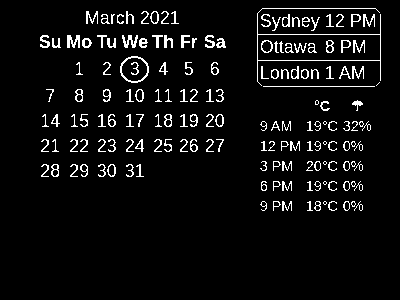 March 2021
Su Mo Tu We Th Fr Sa
1 2 3 4 5 6
7 8 9 10 11 12 13
14 15 16 17 18 19 20
21 22 23 24 25 26 27
28 29 30 31
Sydney 12 PM
Ottawa 8 PM
London 1 AM
°C ☂
9 AM 19°C 32%
12 PM 19°C 0%
3 PM 20°C 0%
6 PM 19°C 0%
9 PM 18°C 0%